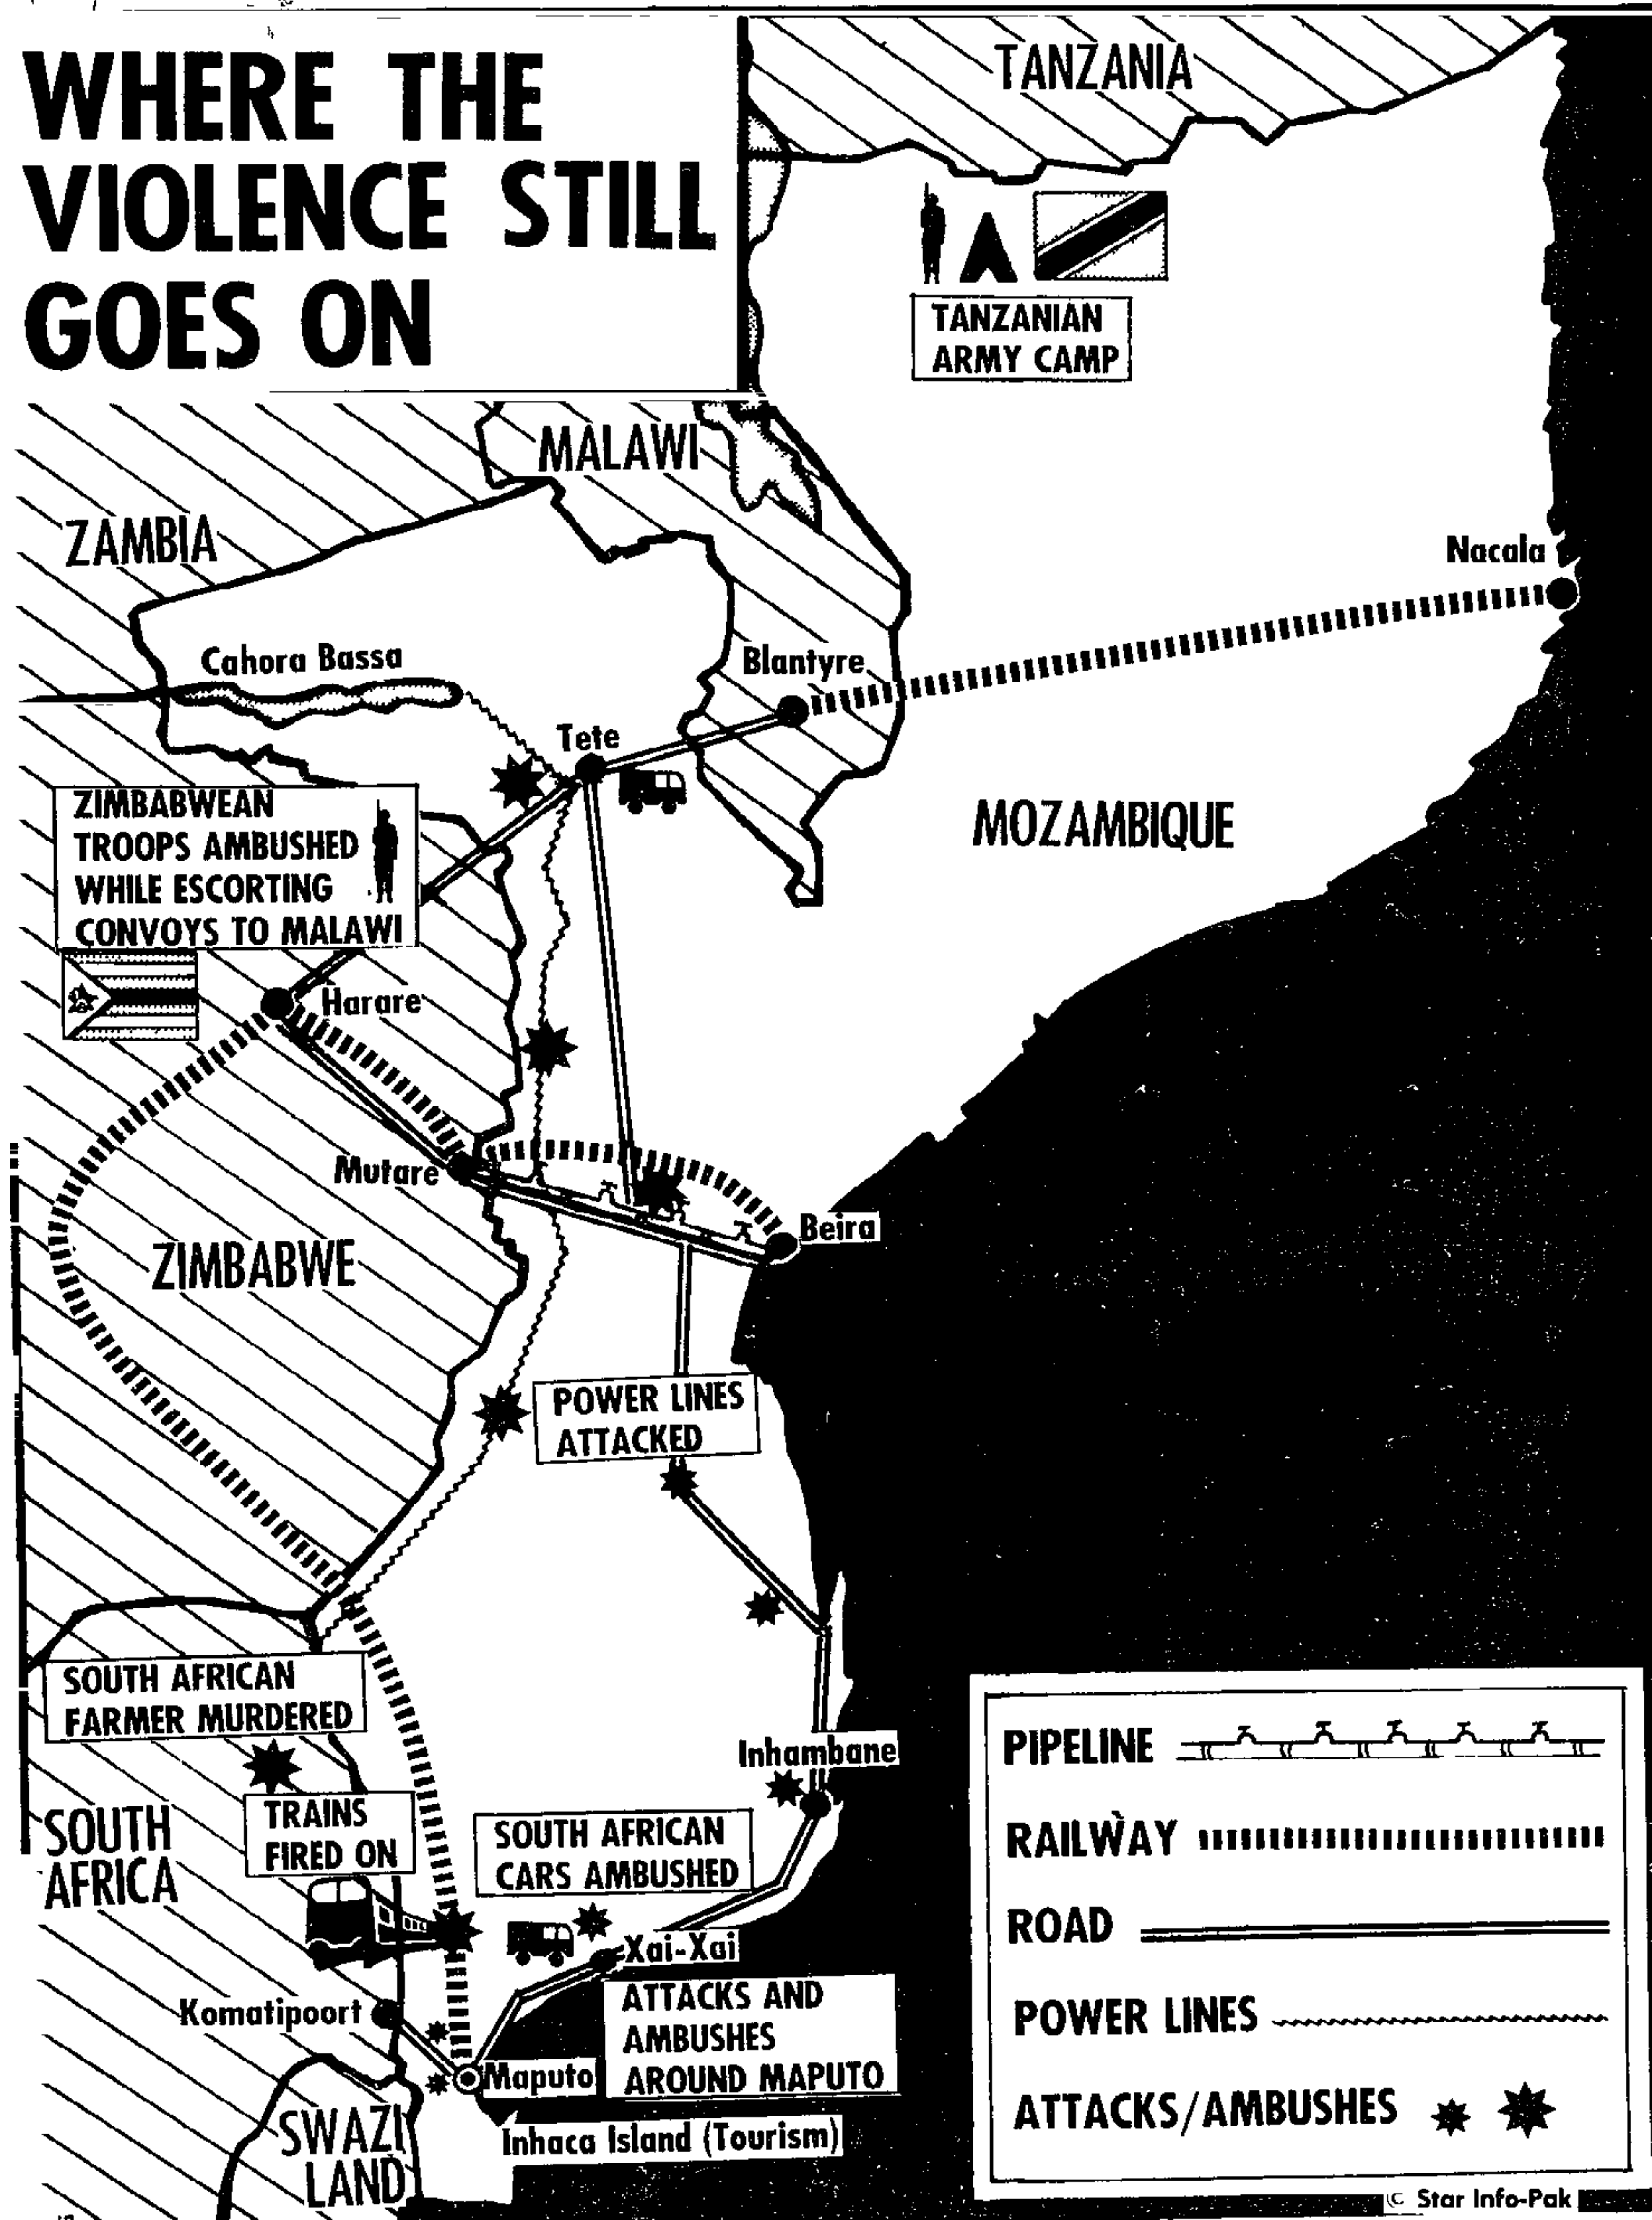 WHERE THE
VIOLENCE STILL
GOES ON
TANZANIA
TANZANIAN
ARMY CAMP
MALAWI
ZAMBIA
Nacala
Cahora Bassa
Blantyre
Tete
MOZAMBIQUE
ZIMBABWEAN
TROOPS AMBUSHED
WHILE ESCORTING
CONVOYS TO MALAWI
Harare
Mutare
Beira
ZIMBABWE
POWER LINES
ATTACKED
SOUTH AFRICAN
FARMER MURDERED
Inhambane
TRAINS
FIRED ON
SOUTH AFRICAN
CARS AMBUSHED
SOUTH
AFRICA
Xai-Xai
Komatipoort
ATTACKS AND
AMBUSHES
AROUND MAPUTO
Maputo
Inhaca Island (Tourism)
SWAZI
LAND
PIPELINE
RAILWAY
ROAD
POWER LINES
ATTACKS/AMBUSHES
© Star Info-Pak